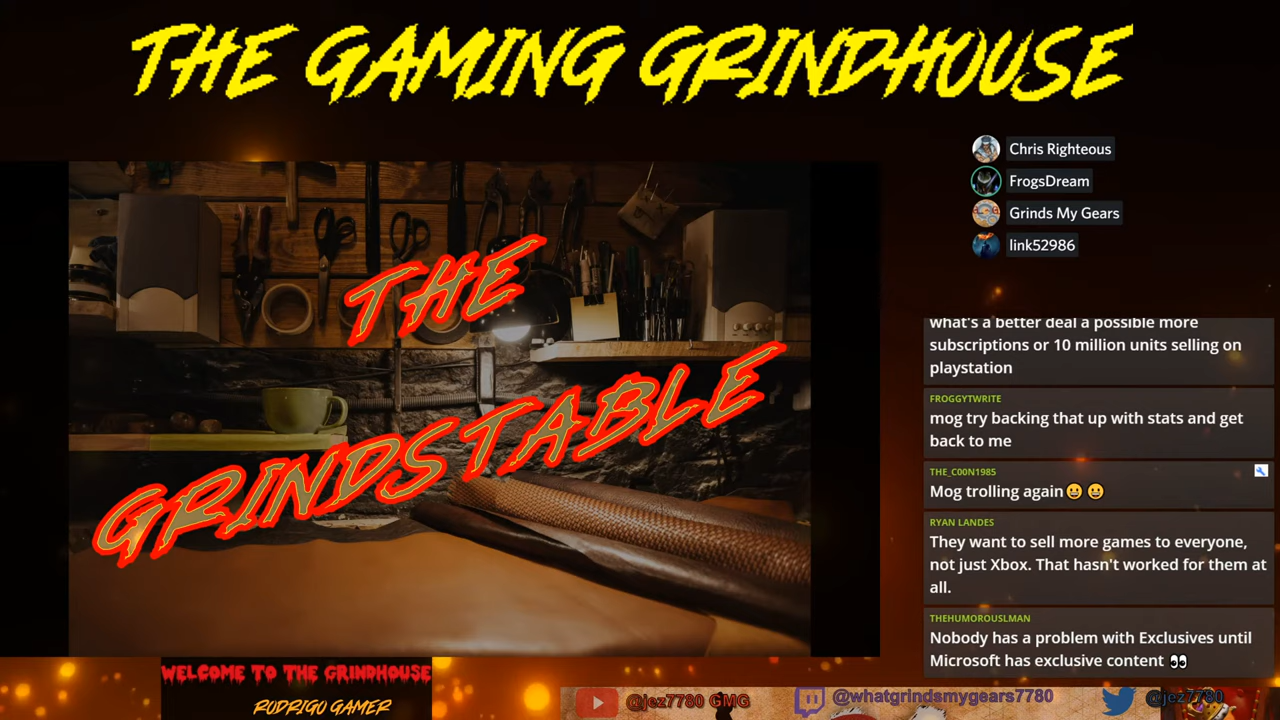 THE GAMING GRINDHOUSE
Chris Righteous
FrogsDream
Grinds My Gears
link52986
THE
GRINDSTABLE
what's a better deal a possible more
subscriptions or 10 million units selling on
playstation
FROGGYTWRITE
mog try backing that up with stats and get
back to me
THE_C00N1985
Mog trolling again😀 😀
RYAN LANDES
They want to sell more games to everyone,
not just Xbox. That hasn't worked for them at
all.
THEHUMOROUSLMAN
Nobody has a problem with Exclusives until
Microsoft has exclusive content 👀
WELCOME TO THE GRINDHOUSE
RODRIGO GAMER
@jez7780 GMG
@whatgrindsmygears7780
@jez7780